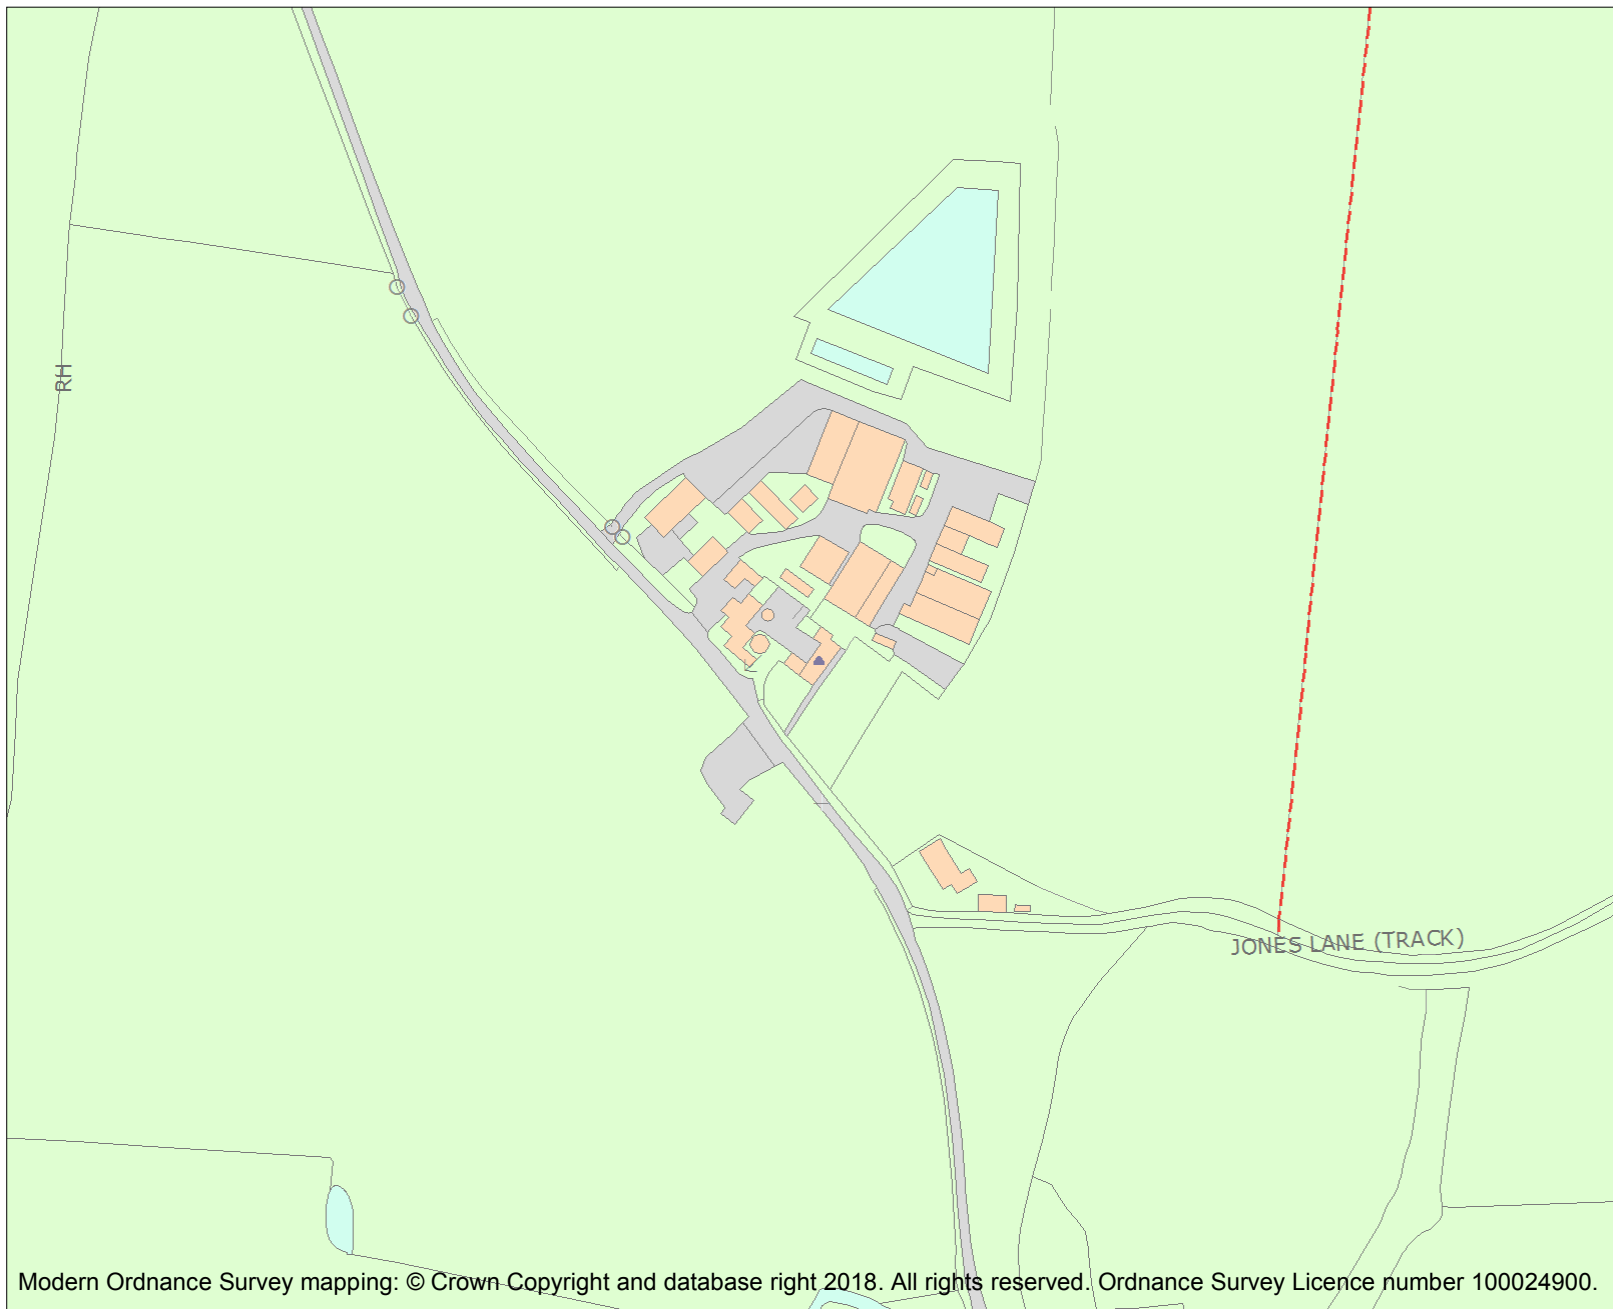 RH
JONES LANE (TRACK)
Modern Ordnance Survey mapping: © Crown Copyright and database right 2018. All rights reserved. Ordnance Survey Licence number 100024900.